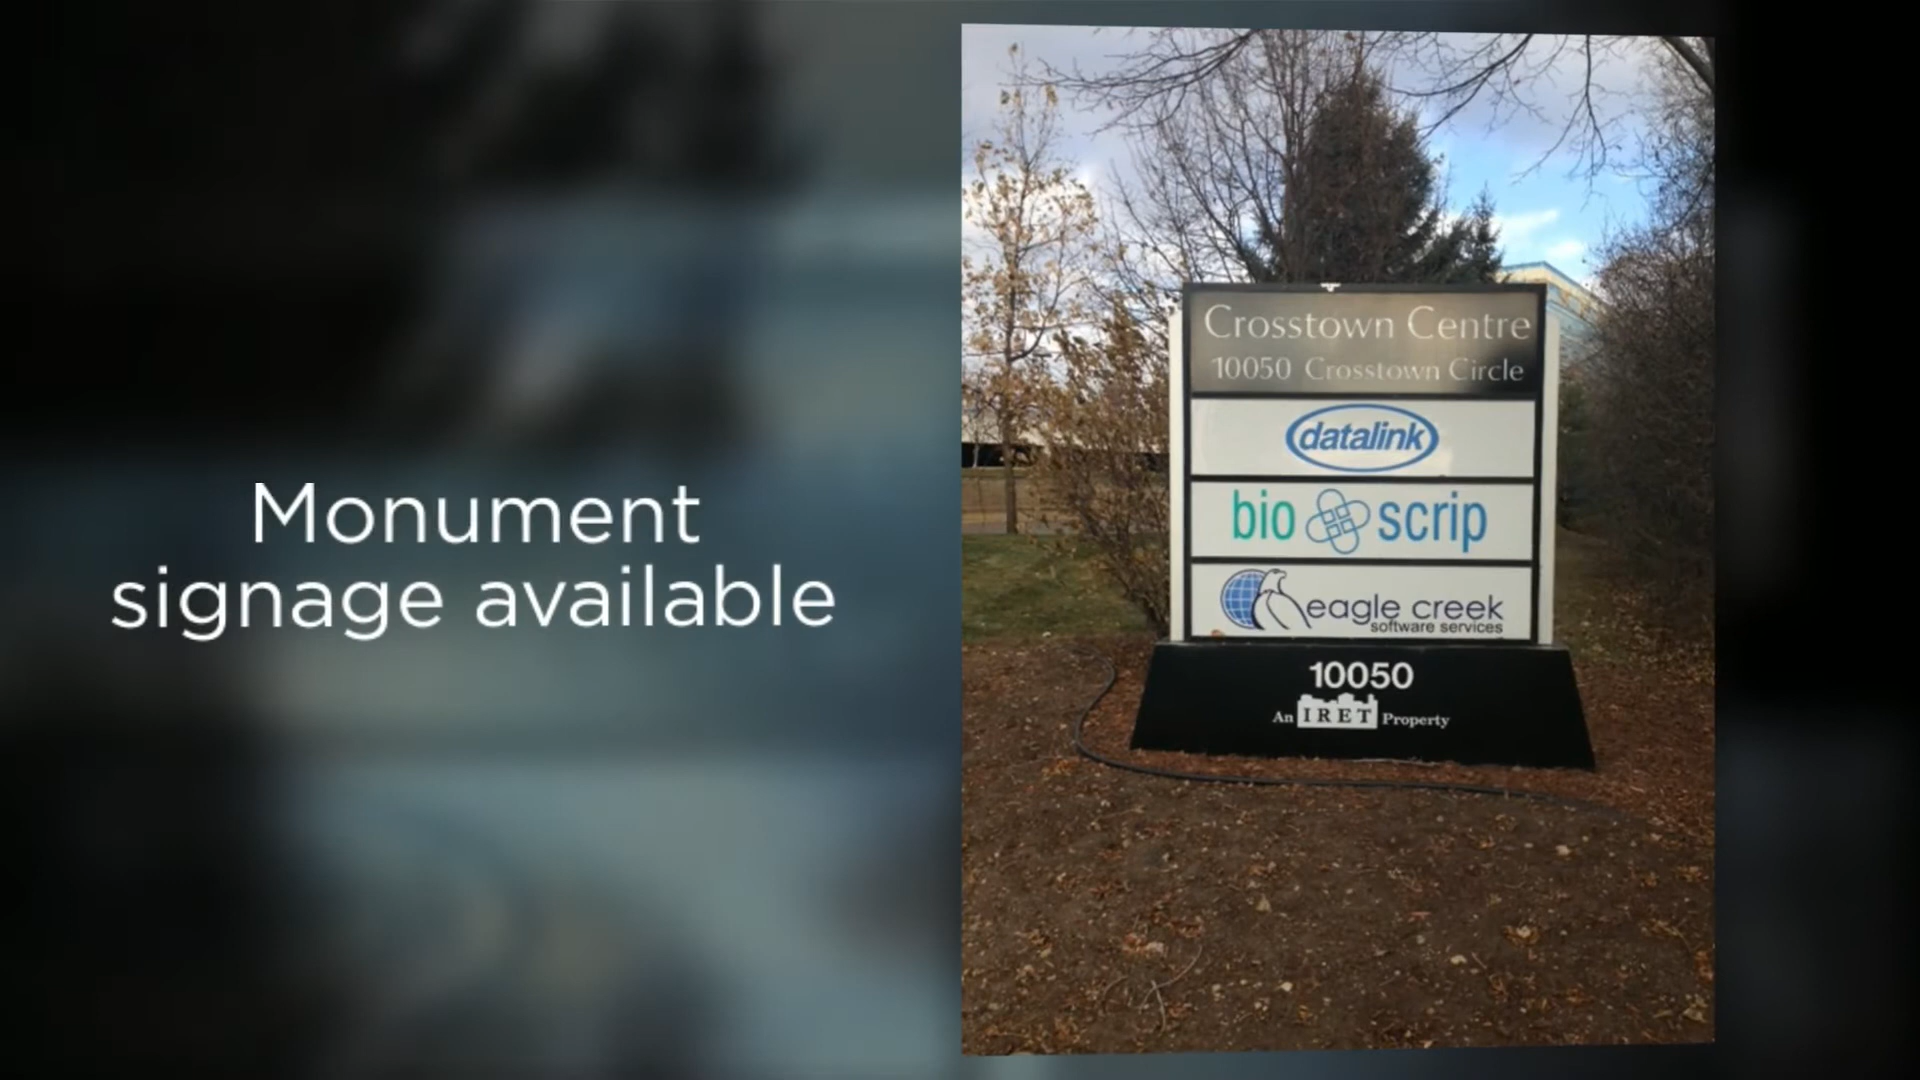 Monument
signage available
Crosstown Centre
10050 Crosstown Circle
datalink
bio scrip
eagle creek
software services
10050
An IRET Property